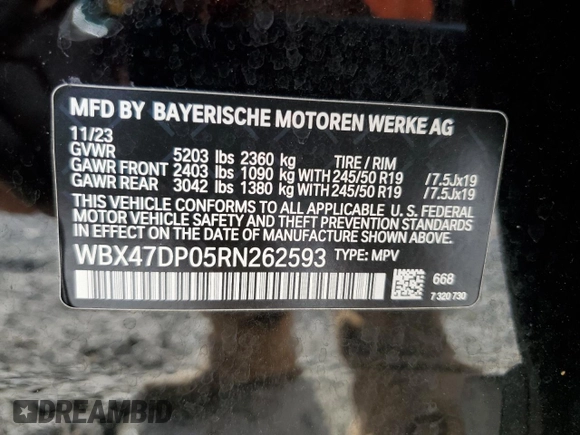 MFD BY BAYERISCHE MOTOREN WERKE AG
11/23
GVWR 5203 lbs 2360 kg TIRE / RIM
GAWR FRONT 2403 lbs 1090 kg WITH 245/50 R19 /7.5Jx19
GAWR REAR 3042 lbs 1380 kg WITH 245/50 R19 /7.5Jx19
THIS VEHICLE CONFORMS TO ALL APPLICABLE U. S. FEDERAL
MOTOR VEHICLE SAFETY AND THEFT PREVENTION STANDARDS
IN EFFECT ON THE DATE OF MANUFACTURE SHOWN ABOVE.
WBX47DP05RN262593 TYPE: MPV
668
7 320 730
DREAMBID